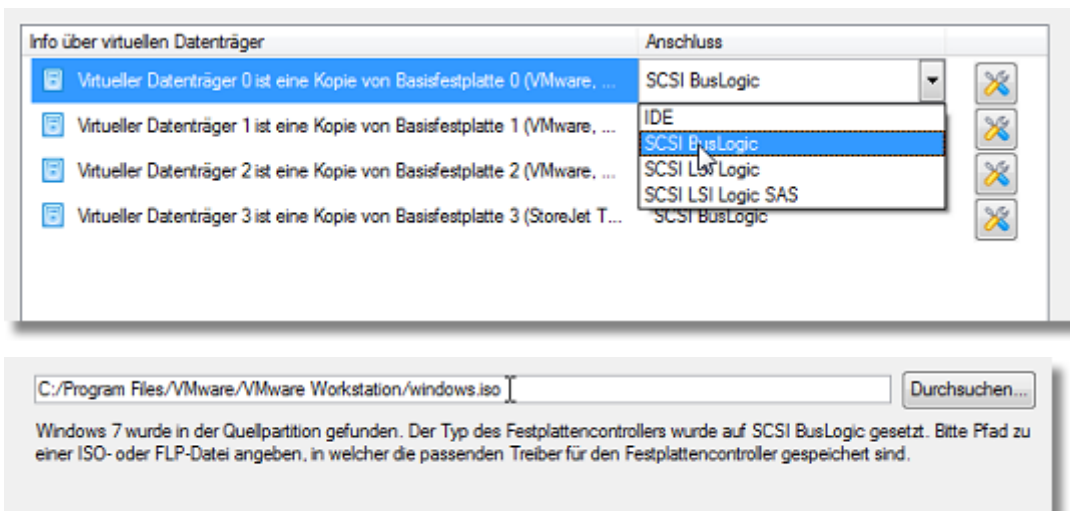 Info über virtuellen Datenträger Anschluss
Virtueller Datenträger 0 ist eine Kopie von Basisfestplatte 0 (VMware, ... SCSI BusLogic
IDE
Virtueller Datenträger 1 ist eine Kopie von Basisfestplatte 1 (VMware, ...
SCSI BusLogic
Virtueller Datenträger 2 ist eine Kopie von Basisfestplatte 2 (VMware, ... SCSI LSI Logic
SCSI LSI Logic SAS
Virtueller Datenträger 3 ist eine Kopie von Basisfestplatte 3 (StoreJet T... SCSI BusLogic
C:/Program Files/VMware/VMware Workstation/windows.iso Durchsuchen...
Windows 7 wurde in der Quellpartition gefunden. Der Typ des Festplattencontrollers wurde auf SCSI BusLogic gesetzt. Bitte Pfad zu
einer ISO- oder FLP-Datei angeben, in welcher die passenden Treiber für den Festplattencontroller gespeichert sind.